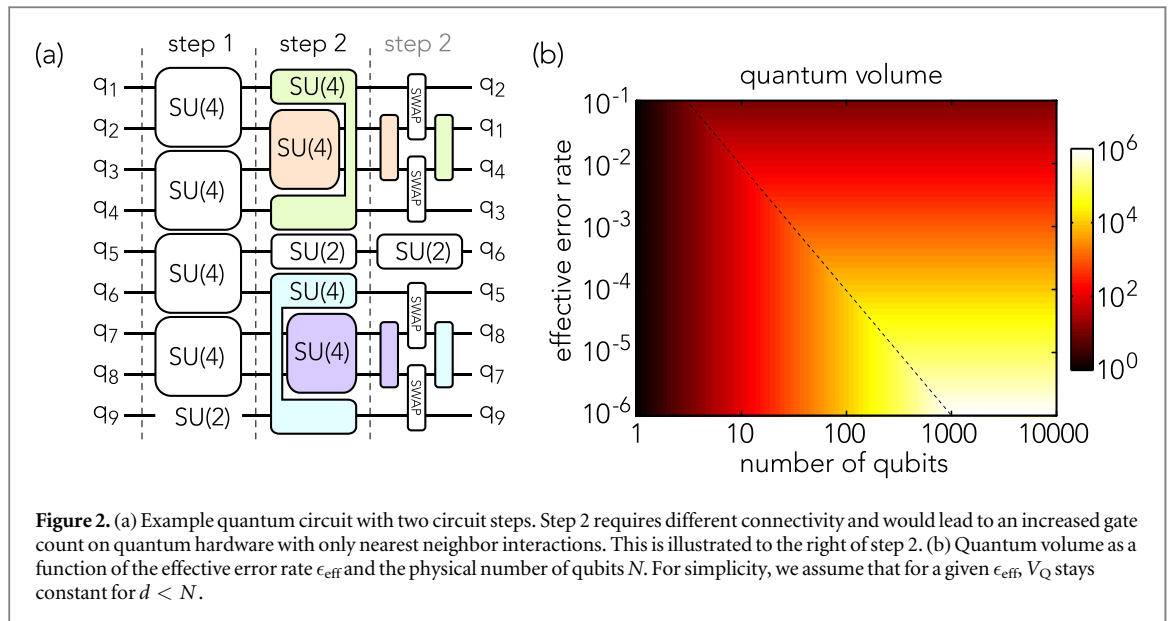 (a)
step 1 step 2 step 2
q1 SU(4) SU(4) SWAP q2
q2 SU(4) q1
q3 SU(4) SWAP q4
q4 q3
q5 SU(4) SU(2) SU(2) q6
q6 SU(4) SWAP q5
q7 SU(4) SU(4) q8
q8 SWAP q7
q9 SU(2) q9
(b)
quantum volume
effective error rate
10^-1
10^-2
10^-3
10^-4
10^-5
10^-6
1 10 100 1000 10000
number of qubits
10^6
10^4
10^2
10^0
Figure 2. (a) Example quantum circuit with two circuit steps. Step 2 requires different connectivity and would lead to an increased gate
count on quantum hardware with only nearest neighbor interactions. This is illustrated to the right of step 2. (b) Quantum volume as a
function of the effective error rate ϵeff and the physical number of qubits N. For simplicity, we assume that for a given ϵeff, VQ stays
constant for d < N.